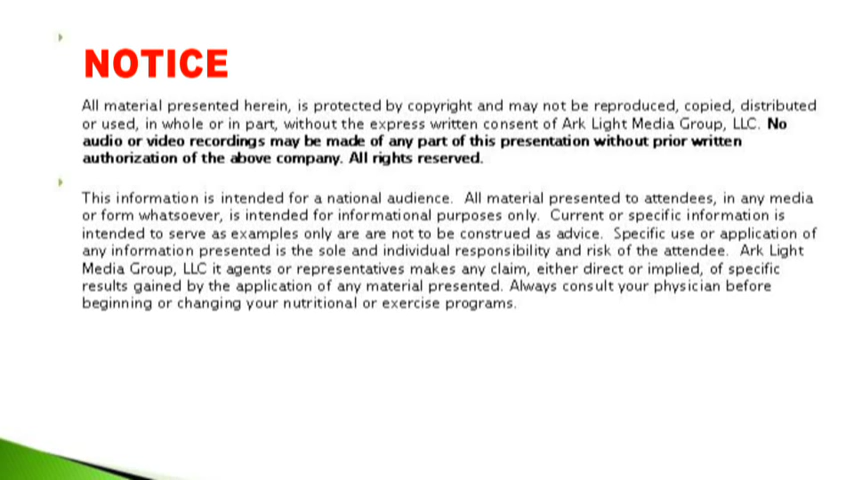 NOTICE
All material presented herein, is protected by copyright and may not be reproduced, copied, distributed
or used, in whole or in part, without the express written consent of Ark Light Media Group, LLC. No
audio or video recordings may be made of any part of this presentation without prior written
authorization of the above company. All rights reserved.
This information is intended for a national audience.  All material presented to attendees, in any media
or form whatsoever, is intended for informational purposes only.  Current or specific information is
intended to serve as examples only are are not to be construed as advice.  Specific use or application of
any information presented is the sole and individual responsibility and risk of the attendee.  Ark Light
Media Group, LLC it agents or representatives makes any claim, either direct or implied, of specific
results gained by the application of any material presented. Always consult your physician before
beginning or changing your nutritional or exercise programs.